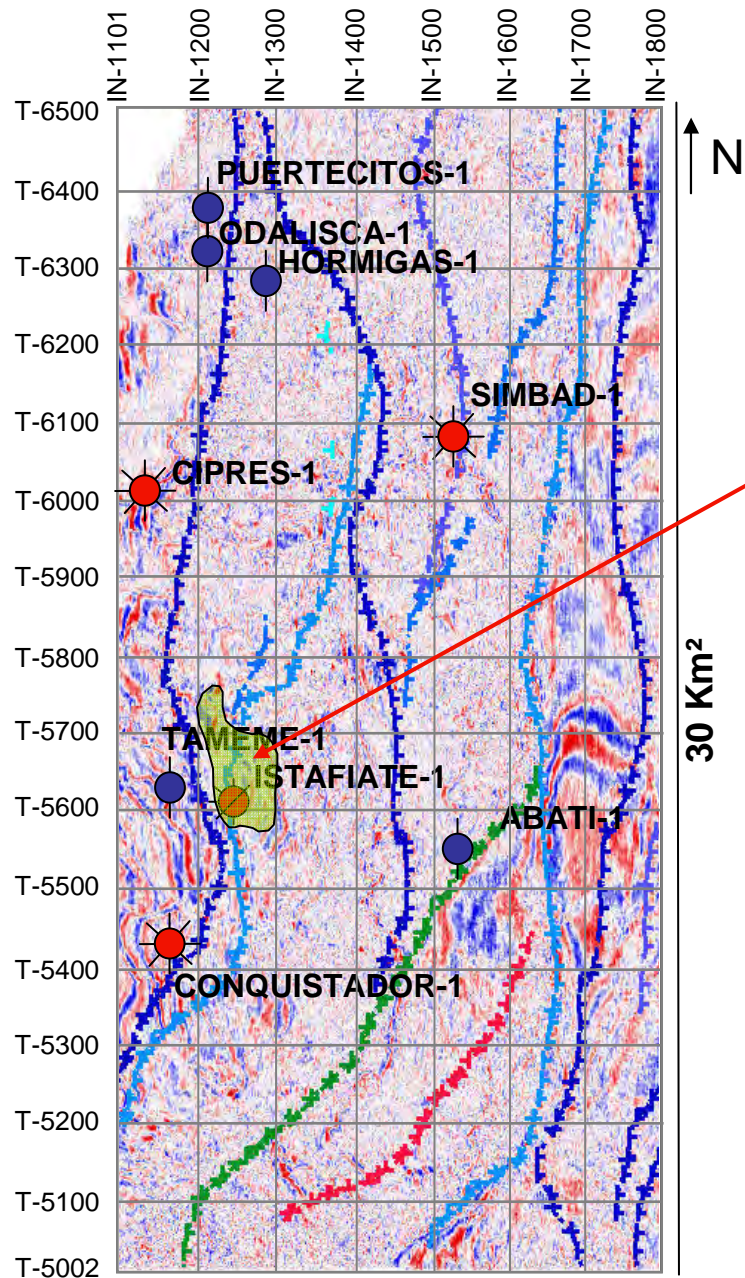 IN-1101
IN-1200
IN-1300
IN-1400
IN-1500
IN-1600
IN-1700
IN-1800
T-6500
N
PUERTECITOS-1
T-6400
ODALISCA-1
HORMIGAS-1
T-6300
T-6200
SIMBAD-1
T-6100
CIPRES-1
T-6000
T-5900
T-5800
30 Km²
T-5700
TAMEME-1
ISTAFIATE-1
T-5600
ABATI-1
T-5500
T-5400
CONQUISTADOR-1
T-5300
T-5200
T-5100
T-5002